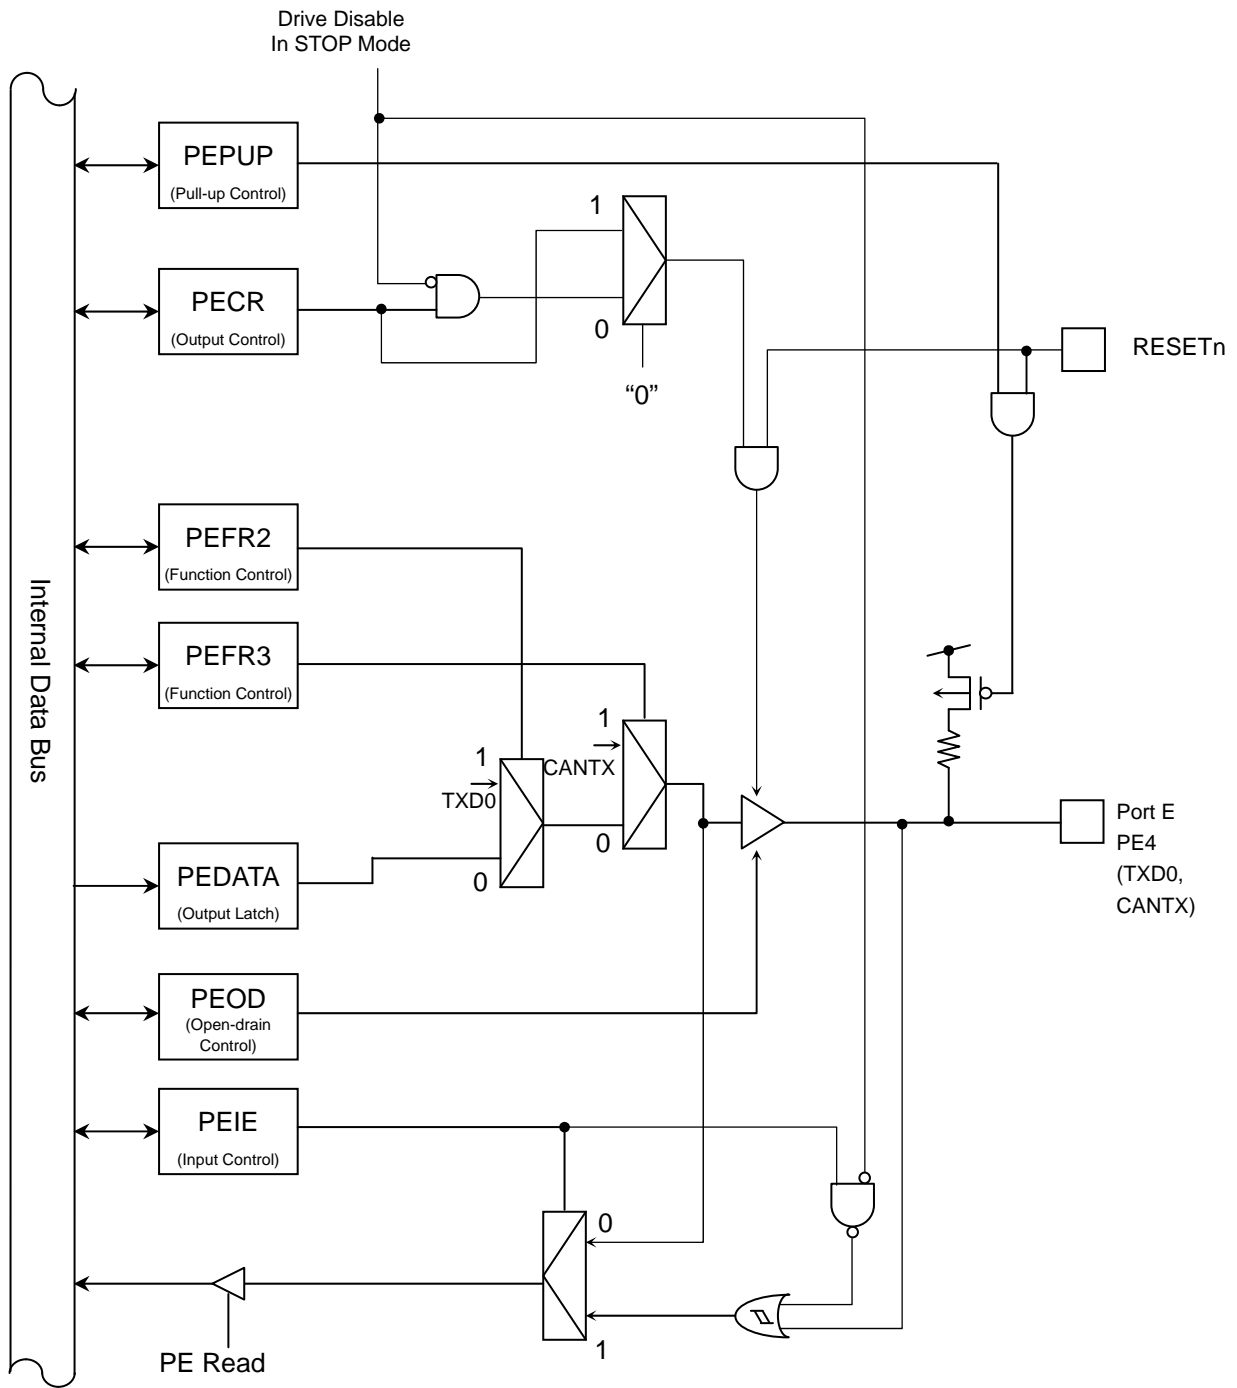 Drive Disable
In STOP Mode
PEPUP
(Pull-up Control)
1
PECR
(Output Control)
0
"0"
RESETn
PEFR2
(Function Control)
Internal Data Bus
PEFR3
(Function Control)
1
CANTX
1
TXD0
0
0
PEDATA
(Output Latch)
Port E
PE4
(TXD0,
CANTX)
PEOD
(Open-drain
Control)
PEIE
(Input Control)
0
1
PE Read